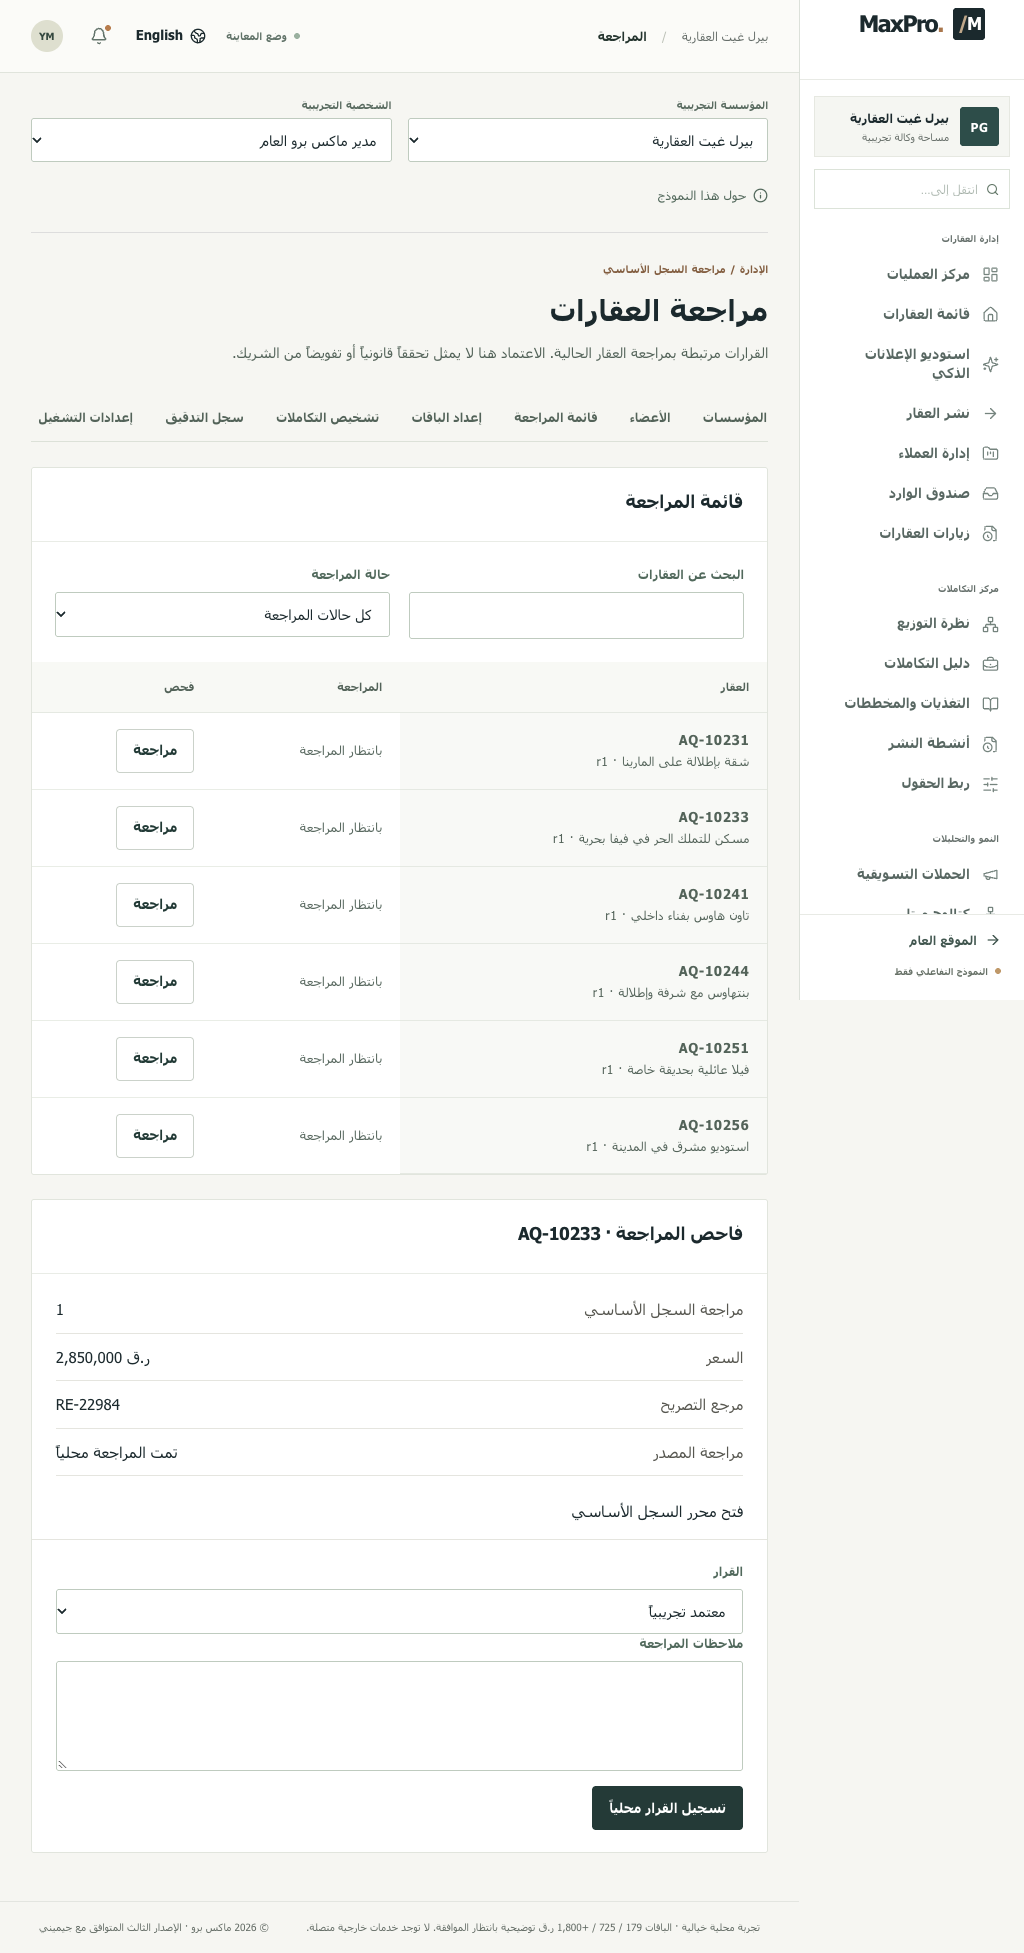 MaxPro.
/M
PG
بيرل غيت العقارية
مساحة وكالة تجريبية
انتقل إلى...
إدارة العقارات
مركز العمليات
قائمة العقارات
استوديو الإعلانات الذكي
نشر العقار
إدارة العملاء
صندوق الوارد
زيارات العقارات
مركز التكاملات
نظرة التوزيع
دليل التكاملات
التغذيات والمخططات
أنشطة النشر
ربط الحقول
النمو والتحليلات
الحملات التسويقية
الموقع العام
النموذج التفاعلي فقط
بيرل غيت العقارية / المراجعة
وضع المعاينة
English
YM
المؤسسة التجريبية
بيرل غيت العقارية
الشخصية التجريبية
مدير ماكس برو العام
حول هذا النموذج
الإدارة / مراجعة السجل الأساسي
مراجعة العقارات
القرارات مرتبطة بمراجعة العقار الحالية. الاعتماد هنا لا يمثل تحققاً قانونياً أو تفويضاً من الشريك.
المؤسسات الأعضاء قائمة المراجعة إعداد الباقات تشخيص التكاملات سجل التدقيق إعدادات التشغيل
قائمة المراجعة
البحث عن العقارات
حالة المراجعة
كل حالات المراجعة
العقار المراجعة فحص
AQ-10231
شقة بإطلالة على المارينا · r1
بانتظار المراجعة
مراجعة
AQ-10233
مسكن للتملك الحر في فيفا بحرية · r1
بانتظار المراجعة
مراجعة
AQ-10241
تاون هاوس بفناء داخلي · r1
بانتظار المراجعة
مراجعة
AQ-10244
بنتهاوس مع شرفة وإطلالة · r1
بانتظار المراجعة
مراجعة
AQ-10251
فيلا عائلية بحديقة خاصة · r1
بانتظار المراجعة
مراجعة
AQ-10256
استوديو مشرق في المدينة · r1
بانتظار المراجعة
مراجعة
فاحص المراجعة · AQ-10233
مراجعة السجل الأساسي 1
السعر ر.ق 2,850,000
مرجع التصريح RE-22984
مراجعة المصدر تمت المراجعة محلياً
فتح محرر السجل الأساسي
القرار
معتمد تجريبياً
ملاحظات المراجعة
تسجيل القرار محلياً
تجربة محلية خيالية · الباقات 179 / 725 / +1,800 ر.ق توضيحية بانتظار الموافقة. لا توجد خدمات خارجية متصلة.
© 2026 ماكس برو · الإصدار الثالث المتوافق مع جيميني